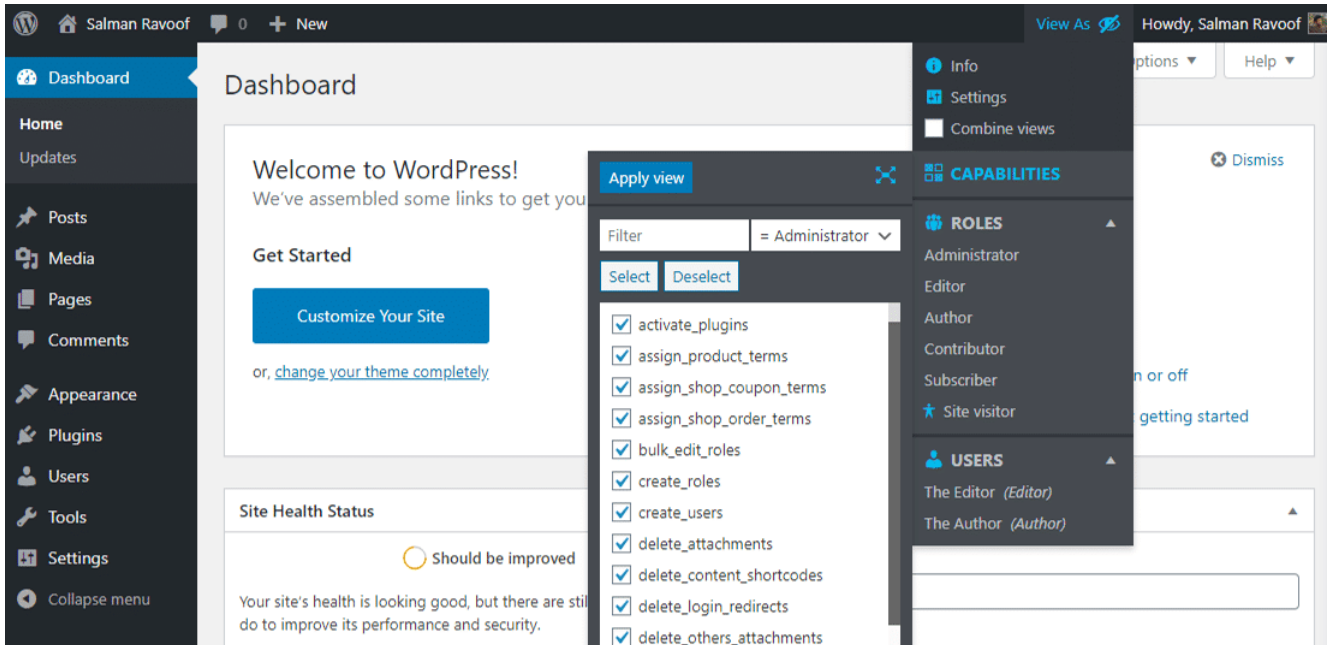 Salman Ravoof 0 + New View As Howdy, Salman Ravoof
Dashboard
Home
Updates
Posts
Media
Pages
Comments
Appearance
Plugins
Users
Tools
Settings
Collapse menu
Dashboard
Help ▼
Welcome to WordPress!
We've assembled some links to get you
Dismiss
Get Started
Customize Your Site
or, change your theme completely
n or off
getting started
Site Health Status
Should be improved
Your site's health is looking good, but there are
do to improve its performance and security.
Apply view
Filter = Administrator
Select Deselect
activate_plugins
assign_product_terms
assign_shop_coupon_terms
assign_shop_order_terms
bulk_edit_roles
create_roles
create_users
delete_attachments
delete_content_shortcodes
delete_login_redirects
delete_others_attachments
Info
Settings
Combine views
CAPABILITIES
ROLES
Administrator
Editor
Author
Contributor
Subscriber
Site visitor
USERS
The Editor (Editor)
The Author (Author)